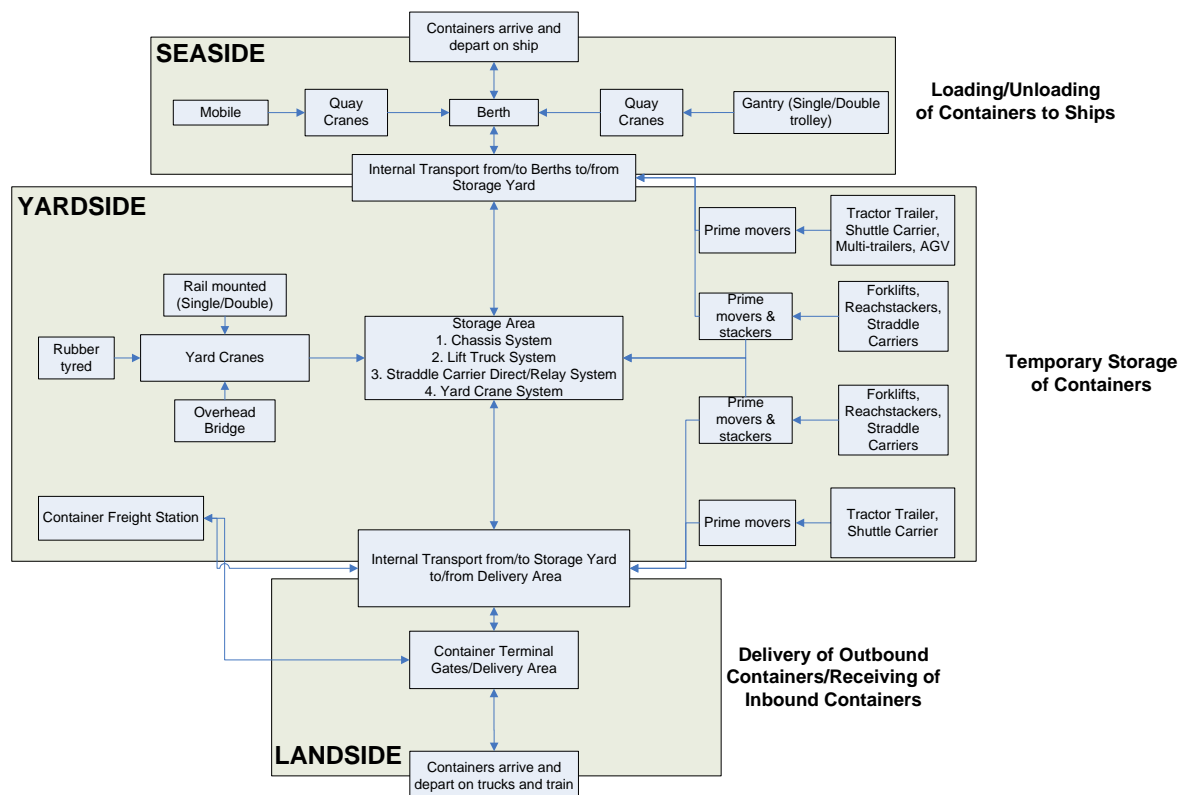 Containers arrive and
depart on ship
SEASIDE
Loading/Unloading
of Containers to Ships
Mobile
Quay
Cranes
Berth
Quay
Cranes
Gantry (Single/Double
trolley)
Internal Transport from/to Berths to/from
Storage Yard
YARDSIDE
Prime movers
Tractor Trailer,
Shuttle Carrier,
Multi-trailers, AGV
Rail mounted
(Single/Double)
Prime
movers &
stackers
Forklifts,
Reachstackers,
Straddle
Carriers
Rubber
tyred
Yard Cranes
Storage Area
1. Chassis System
2. Lift Truck System
3. Straddle Carrier Direct/Relay System
4. Yard Crane System
Temporary Storage
of Containers
Overhead
Bridge
Prime
movers &
stackers
Forklifts,
Reachstackers,
Straddle
Carriers
Container Freight Station
Prime movers
Tractor Trailer,
Shuttle Carrier
Internal Transport from/to Storage Yard
to/from Delivery Area
Container Terminal
Gates/Delivery Area
Delivery of Outbound
Containers/Receiving of
Inbound Containers
LANDSIDE
Containers arrive and
depart on trucks and train